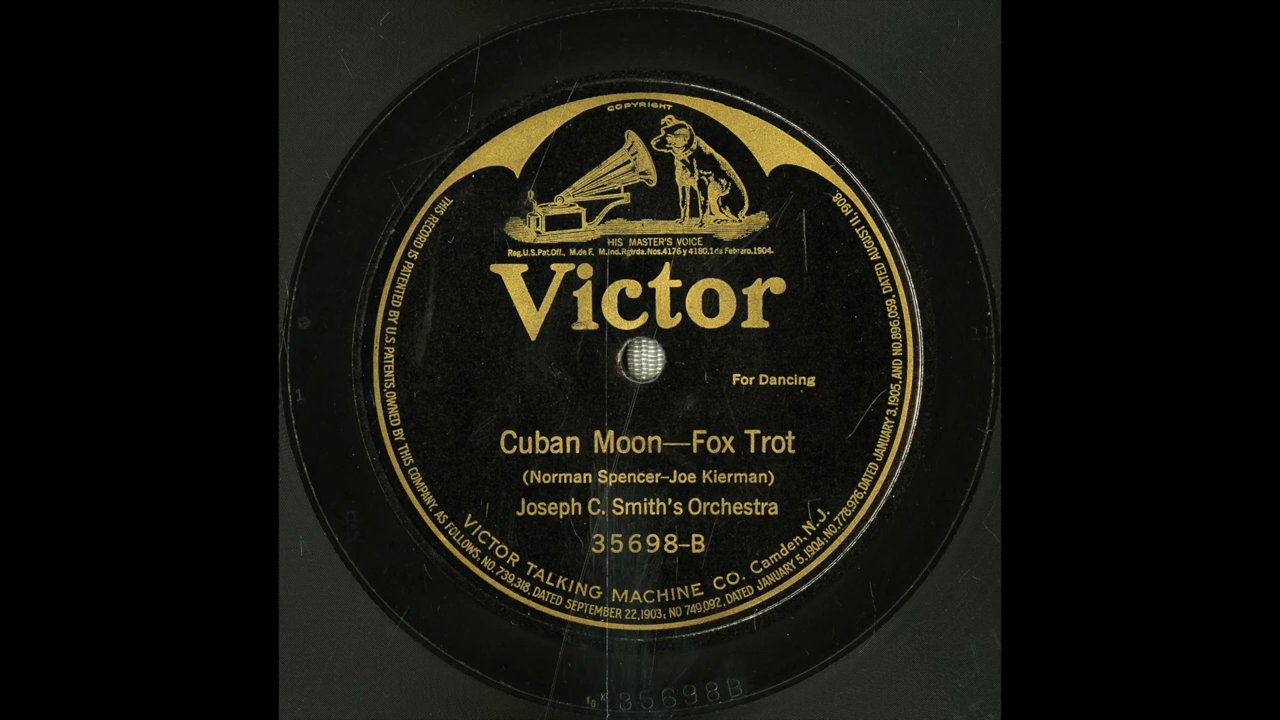 COPYRIGHT
HIS MASTER'S VOICE
Reg.U.S.Pat.Off., M.de F. M.Ind.Rgtrda.Nos.4176 y 4180.1 de Febrero.1904.
Victor
For Dancing
Cuban Moon—Fox Trot
(Norman Spencer–Joe Kierman)
Joseph C. Smith's Orchestra
35698–B
VICTOR TALKING MACHINE CO. Camden, N.J.
THIS RECORD IS PATENTED BY U.S. PATENTS, OWNED BY THIS COMPANY, AS FOLLOWS, NO. 739,318, DATED SEPTEMBER 22, 1903; NO 749,092, DATED JANUARY 5, 1904, NO. 778,976, DATED JANUARY 3, 1905, AND NO. 896,059, DATED AUGUST 11, 1908.
35698B